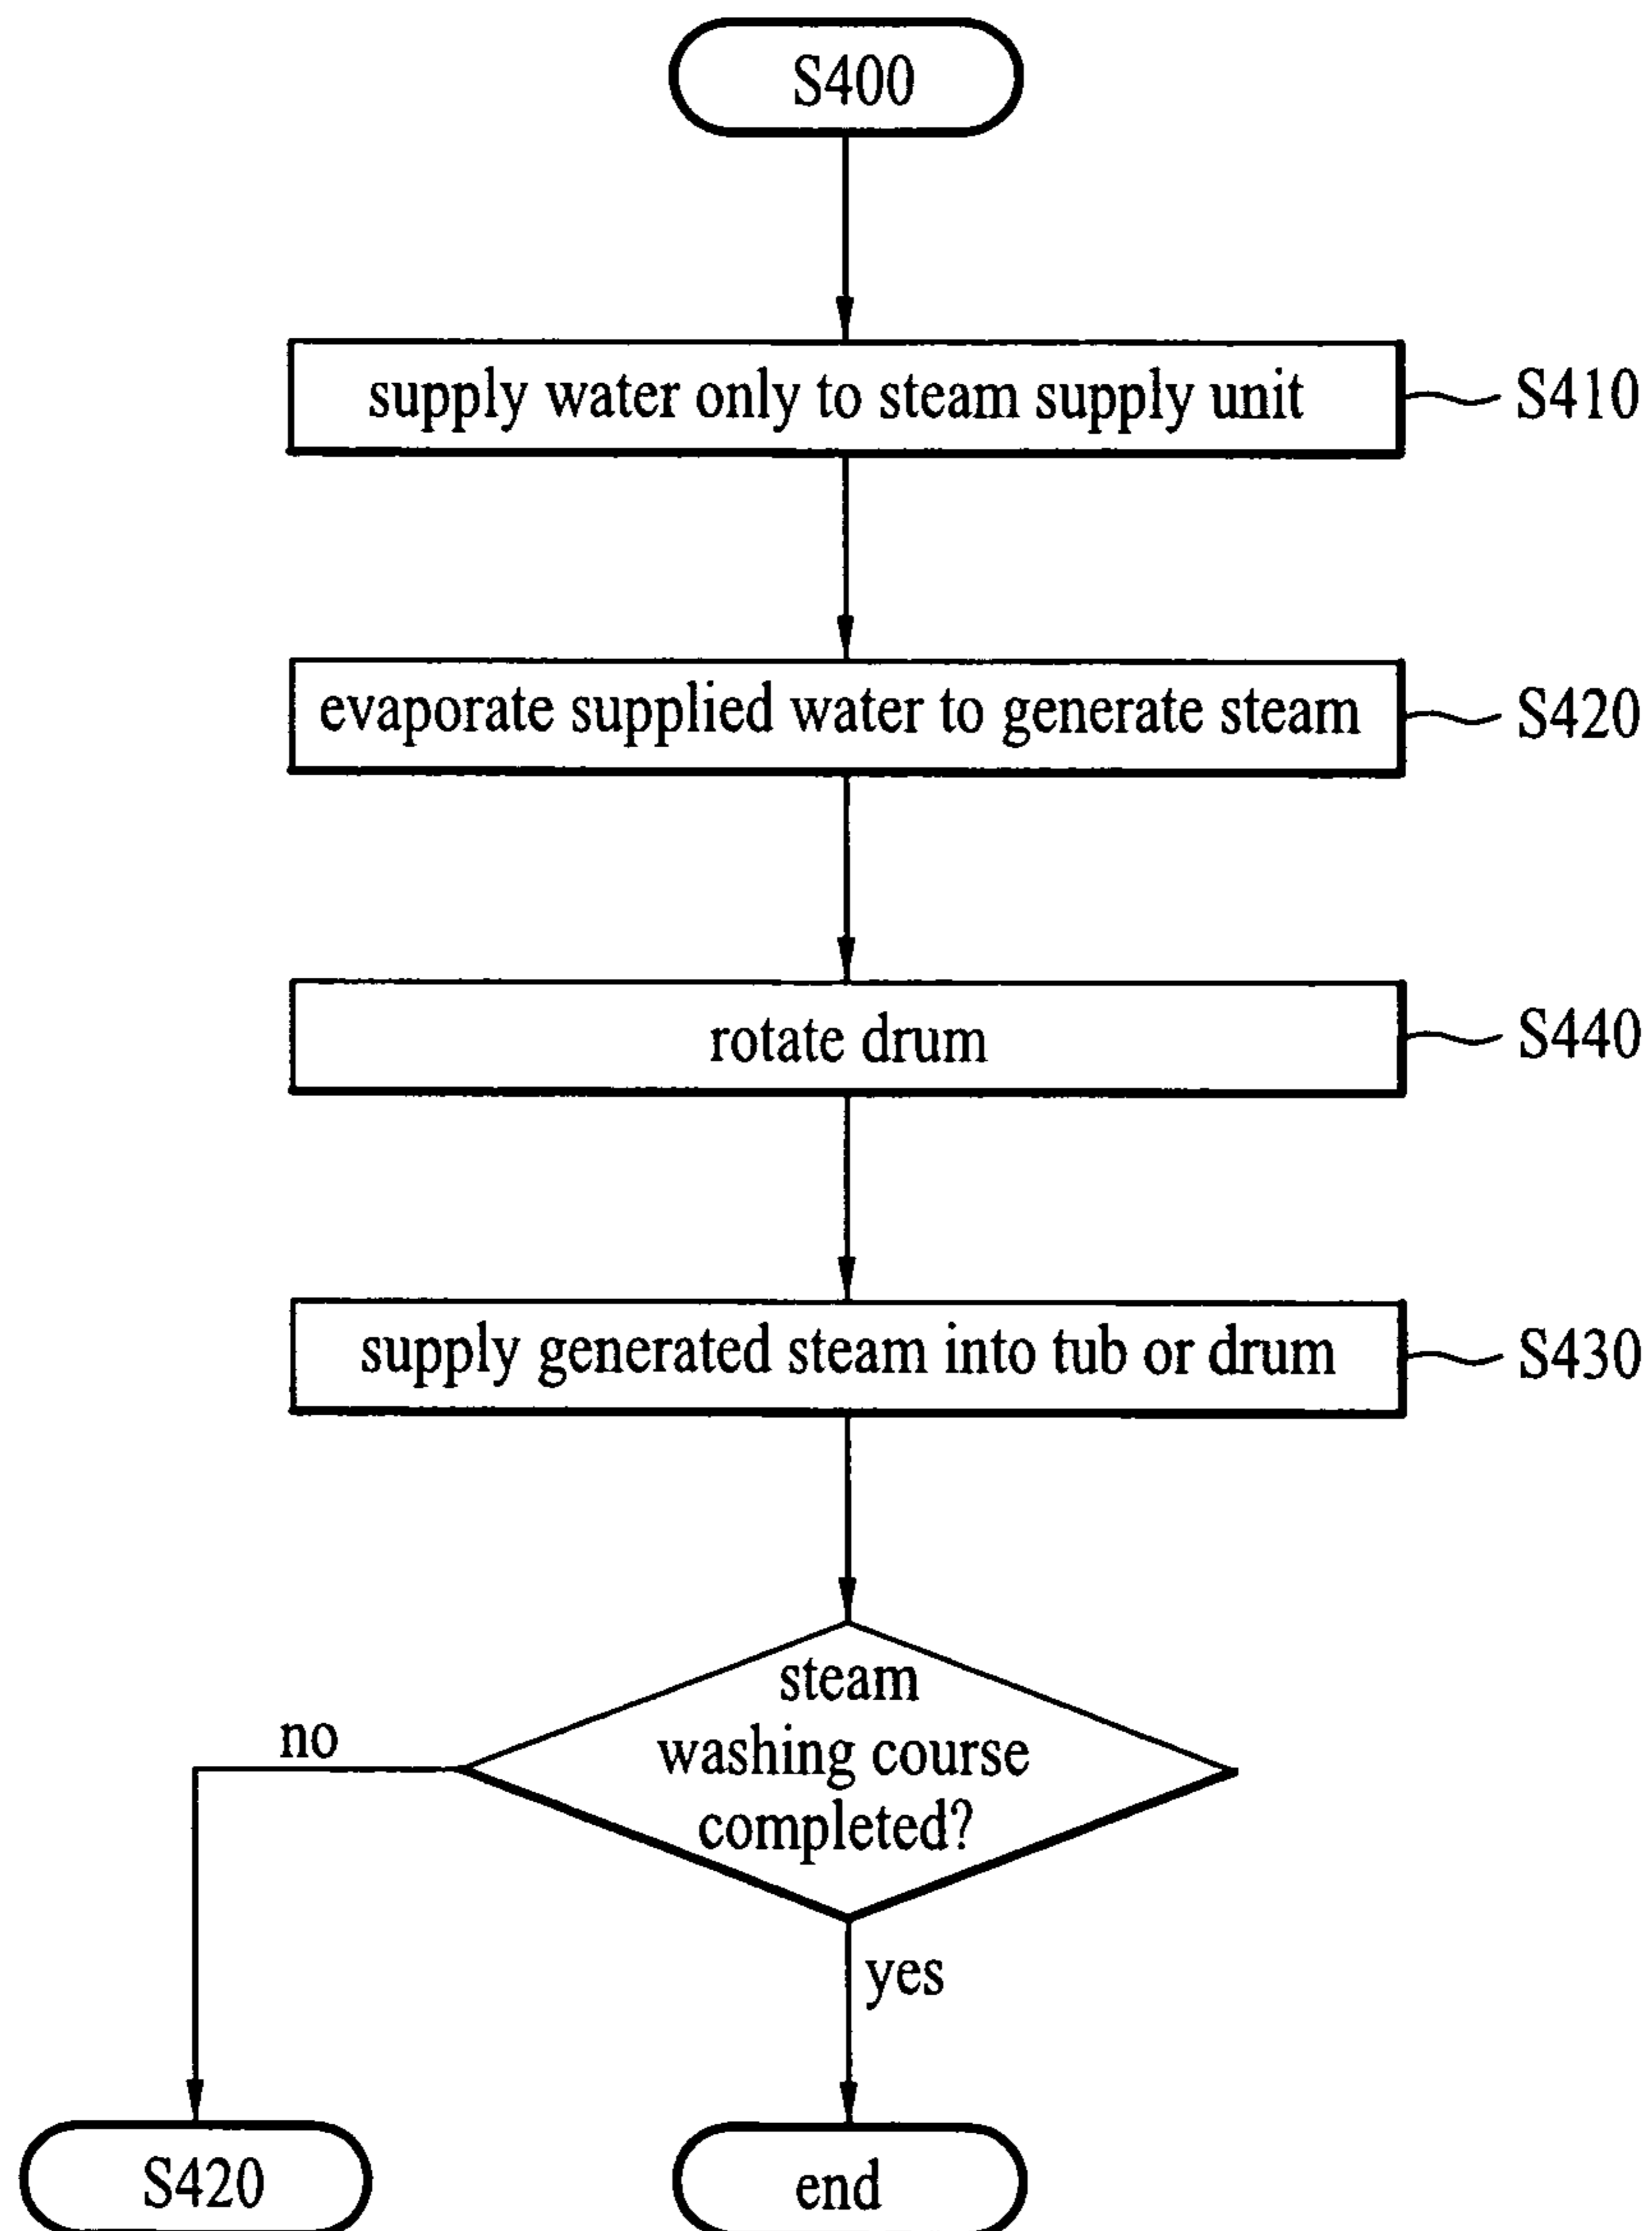 S400
supply water only to steam supply unit
S410
evaporate supplied water to generate steam
S420
rotate drum
S440
supply generated steam into tub or drum
S430
steam
washing course
completed?
no
yes
S420
end